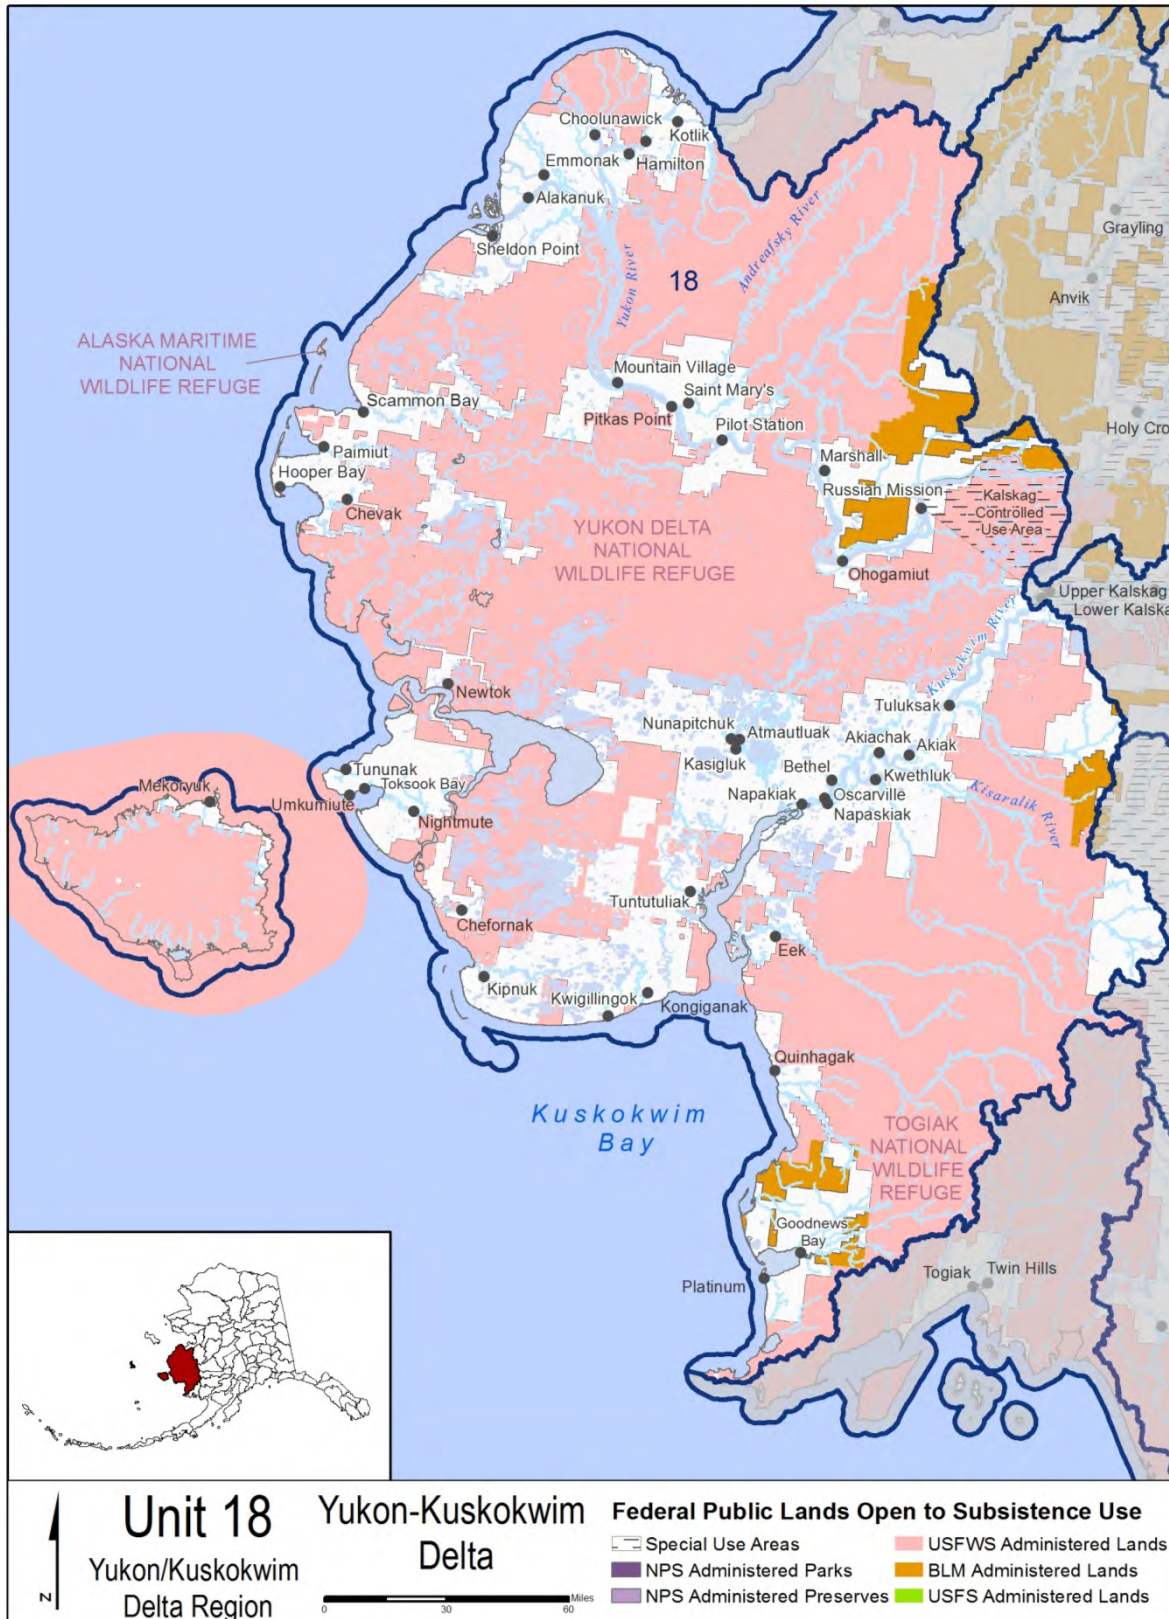 Choolunawick
Kotlik
Emmonak
Hamilton
Alakanuk
Andreafsky River
Grayling
Sheldon Point
18
Yukon River
Anvik
ALASKA MARITIME
NATIONAL
WILDLIFE REFUGE
Mountain Village
Saint Mary's
Scammon Bay
Pitkas Point
Pilot Station
Holy Cro
Paimiut
Marshall
Hooper Bay
Russian Mission
Kalskag
Controlled
Use Area
Chevak
YUKON DELTA
NATIONAL
WILDLIFE REFUGE
Ohogamiut
Upper Kalskag
Lower Kalska
Kuskokwim River
Newtok
Tuluksak
Nunapitchuk
Atmautluak
Akiachak
Akiak
Kasigluk
Bethel
Kwethluk
Tununak
Toksook Bay
Mekoryuk
Umkumiute
Napakiak
Oscarville
Napaskiak
Kisaralik River
Nightmute
Tuntutuliak
Chefornak
Eek
Kipnuk
Kwigillingok
Kongiganak
Quinhagak
Kuskokwim
Bay
TOGIAK
NATIONAL
WILDLIFE
REFUGE
Goodnews
Bay
Platinum
Togiak
Twin Hills
N
Unit 18
Yukon/Kuskokwim
Delta Region
Yukon-Kuskokwim
Delta
Miles
0 30 60
Federal Public Lands Open to Subsistence Use
Special Use Areas
NPS Administered Parks
NPS Administered Preserves
USFWS Administered Lands
BLM Administered Lands
USFS Administered Lands